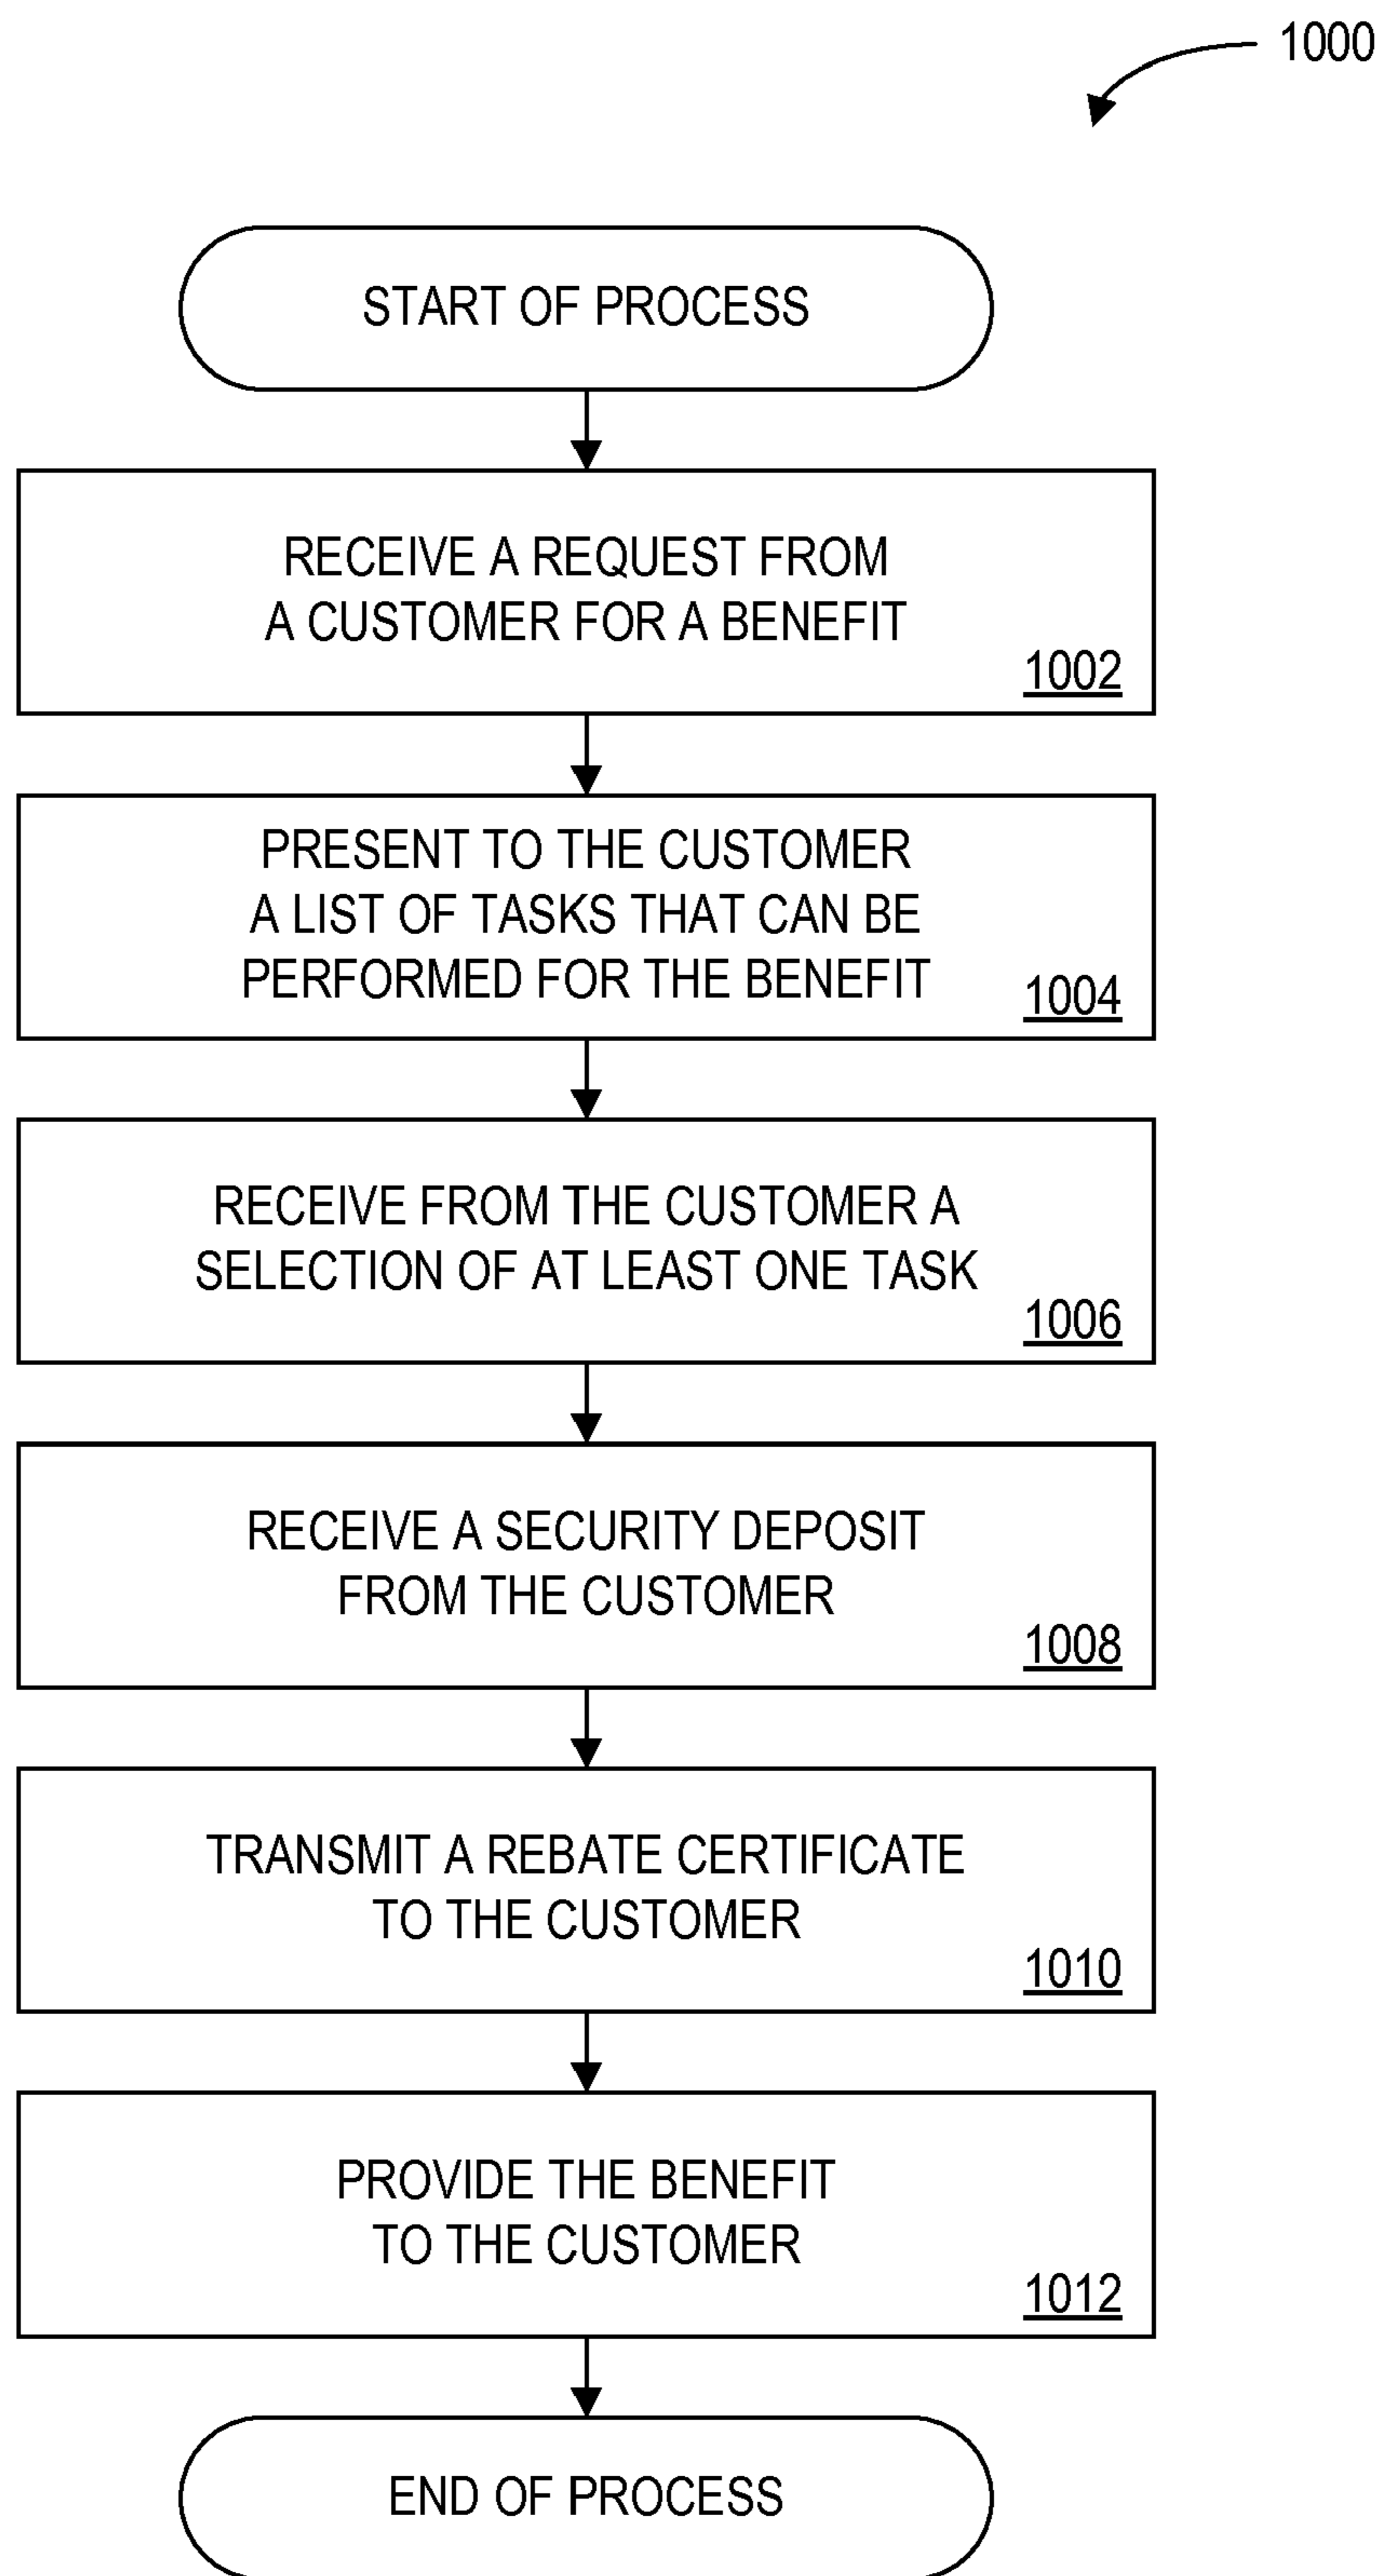 1000
START OF PROCESS
RECEIVE A REQUEST FROM
A CUSTOMER FOR A BENEFIT
1002
PRESENT TO THE CUSTOMER
A LIST OF TASKS THAT CAN BE
PERFORMED FOR THE BENEFIT
1004
RECEIVE FROM THE CUSTOMER A
SELECTION OF AT LEAST ONE TASK
1006
RECEIVE A SECURITY DEPOSIT
FROM THE CUSTOMER
1008
TRANSMIT A REBATE CERTIFICATE
TO THE CUSTOMER
1010
PROVIDE THE BENEFIT
TO THE CUSTOMER
1012
END OF PROCESS